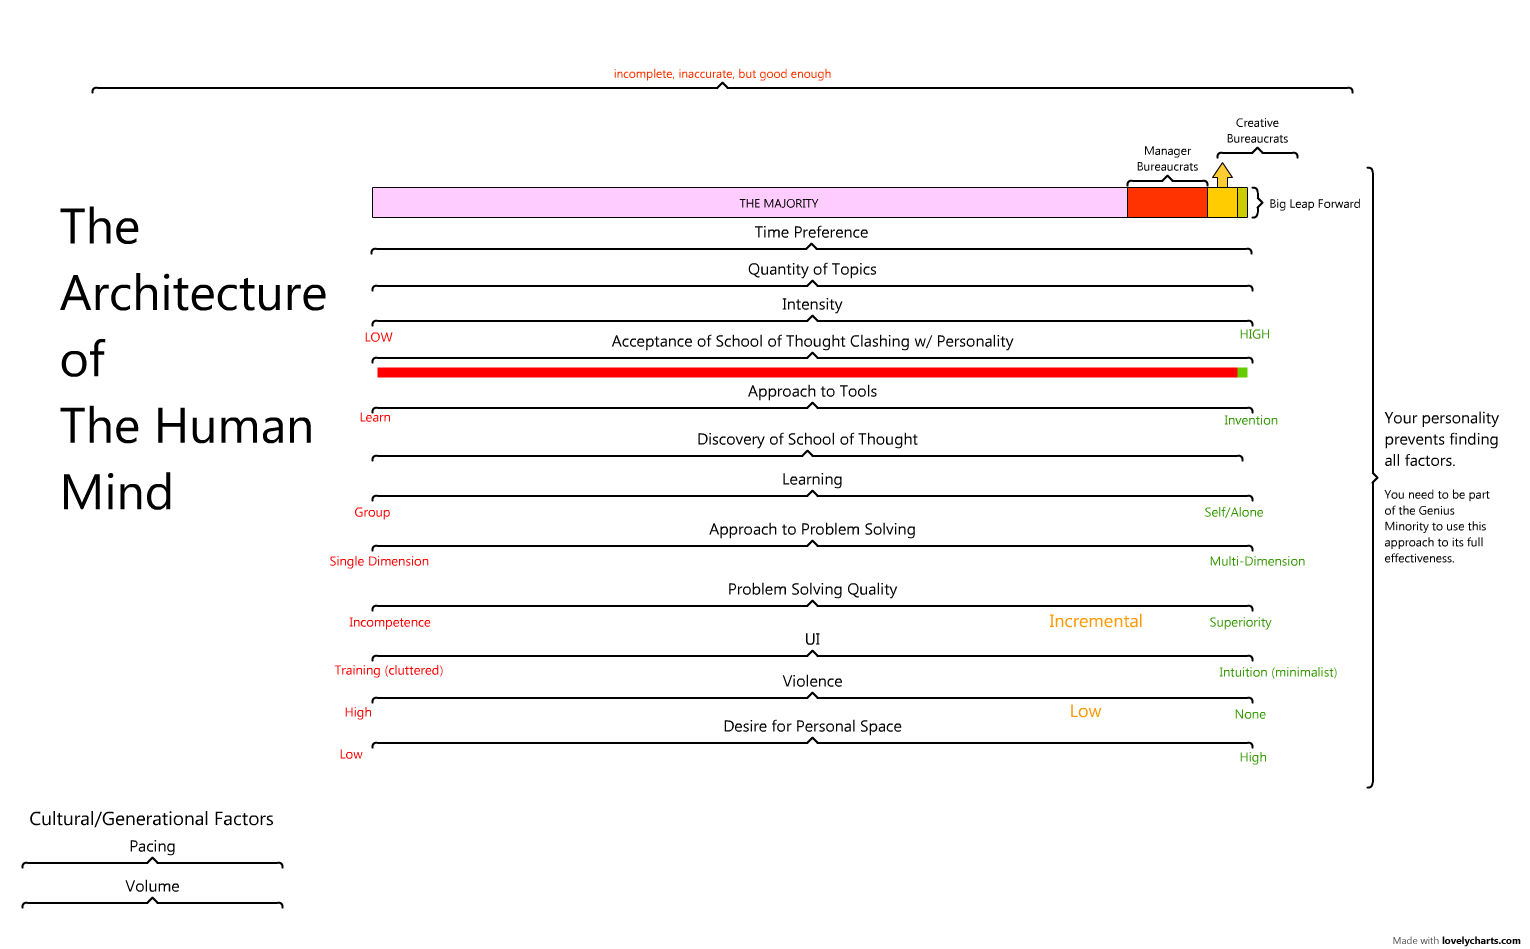 incomplete, inaccurate, but good enough
Creative
Bureaucrats
Manager
Bureaucrats
THE MAJORITY
Big Leap Forward
The
Architecture
of
The Human
Mind
Time Preference
Quantity of Topics
Intensity
LOW
HIGH
Acceptance of School of Thought Clashing w/ Personality
Approach to Tools
Learn
Invention
Discovery of School of Thought
Learning
Group
Self/Alone
Approach to Problem Solving
Single Dimension
Multi-Dimension
Problem Solving Quality
Incompetence
Incremental
Superiority
UI
Training (cluttered)
Intuition (minimalist)
Violence
High
Low
None
Desire for Personal Space
Low
High
Your personality
prevents finding
all factors.
You need to be part
of the Genius
Minority to use this
approach to its full
effectiveness.
Cultural/Generational Factors
Pacing
Volume
Made with lovelycharts.com